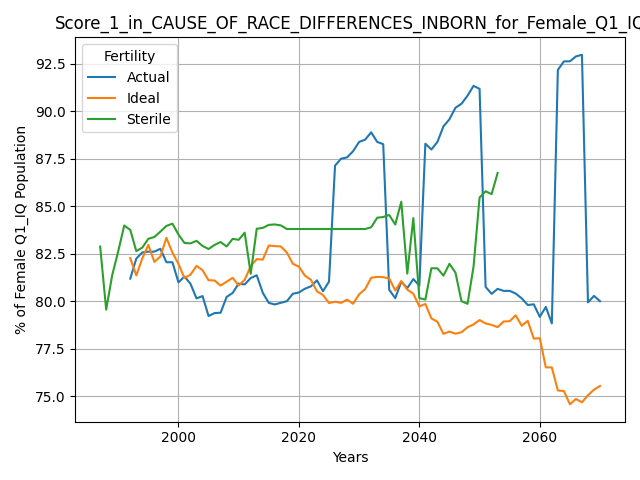 Score_1_in_CAUSE_OF_RACE_DIFFERENCES_INBORN_for_Female_Q1_IQ
Fertility
Actual
Ideal
Sterile
% of Female Q1_IQ Population
92.5
90.0
87.5
85.0
82.5
80.0
77.5
75.0
2000 2020 2040 2060
Years